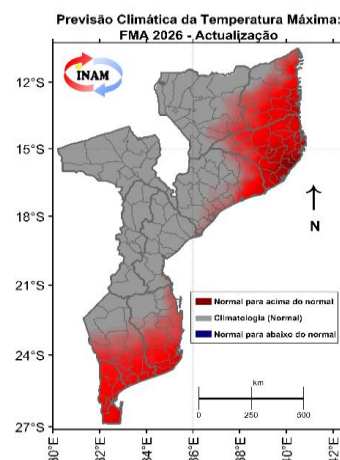 Previsão Climática da Temperatura Máxima:
FMA 2026 - Actualização
INAM
12°S
15°S
18°S
21°S
24°S
27°S
N
Normal para acima do normal
Climatologia (Normal)
Normal para abaixo do normal
km
0 250 500
30°E 32°E 34°E 36°E 38°E 40°E 42°E